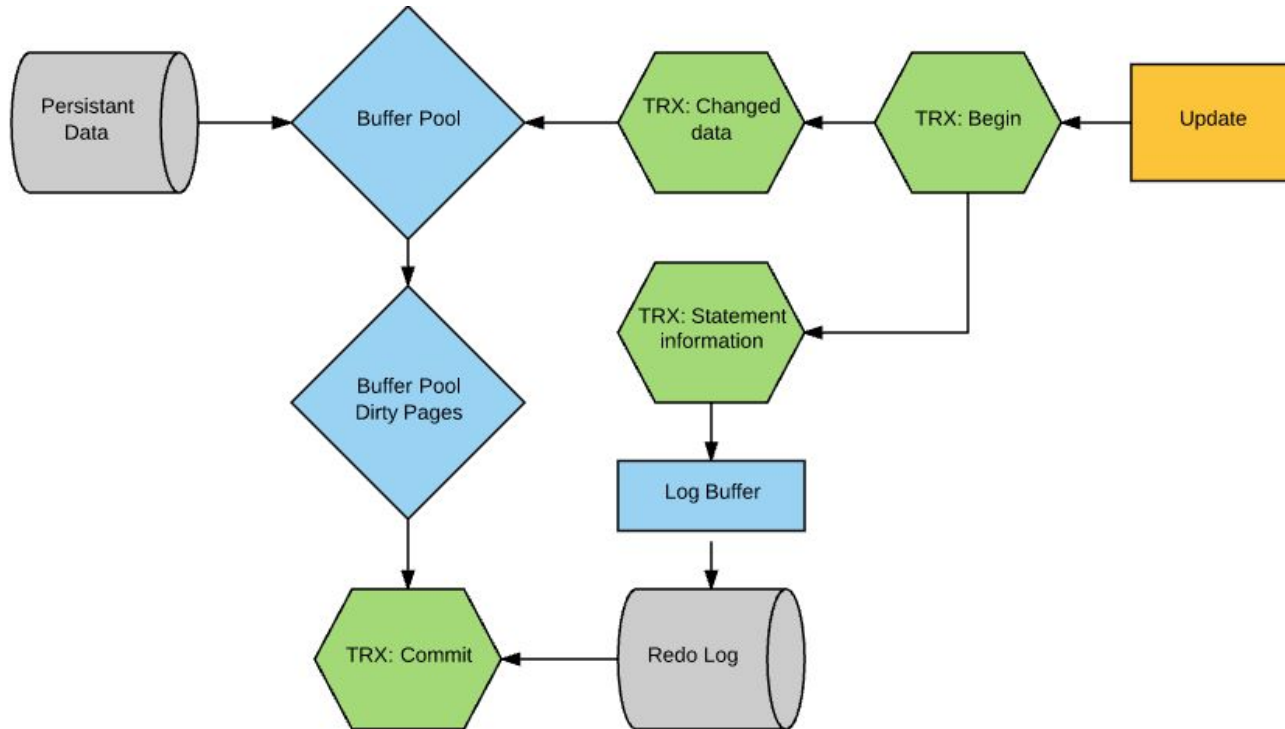 Persistant
Data
Buffer Pool
TRX: Changed
data
TRX: Begin
Update
TRX: Statement
information
Buffer Pool
Dirty Pages
Log Buffer
TRX: Commit
Redo Log